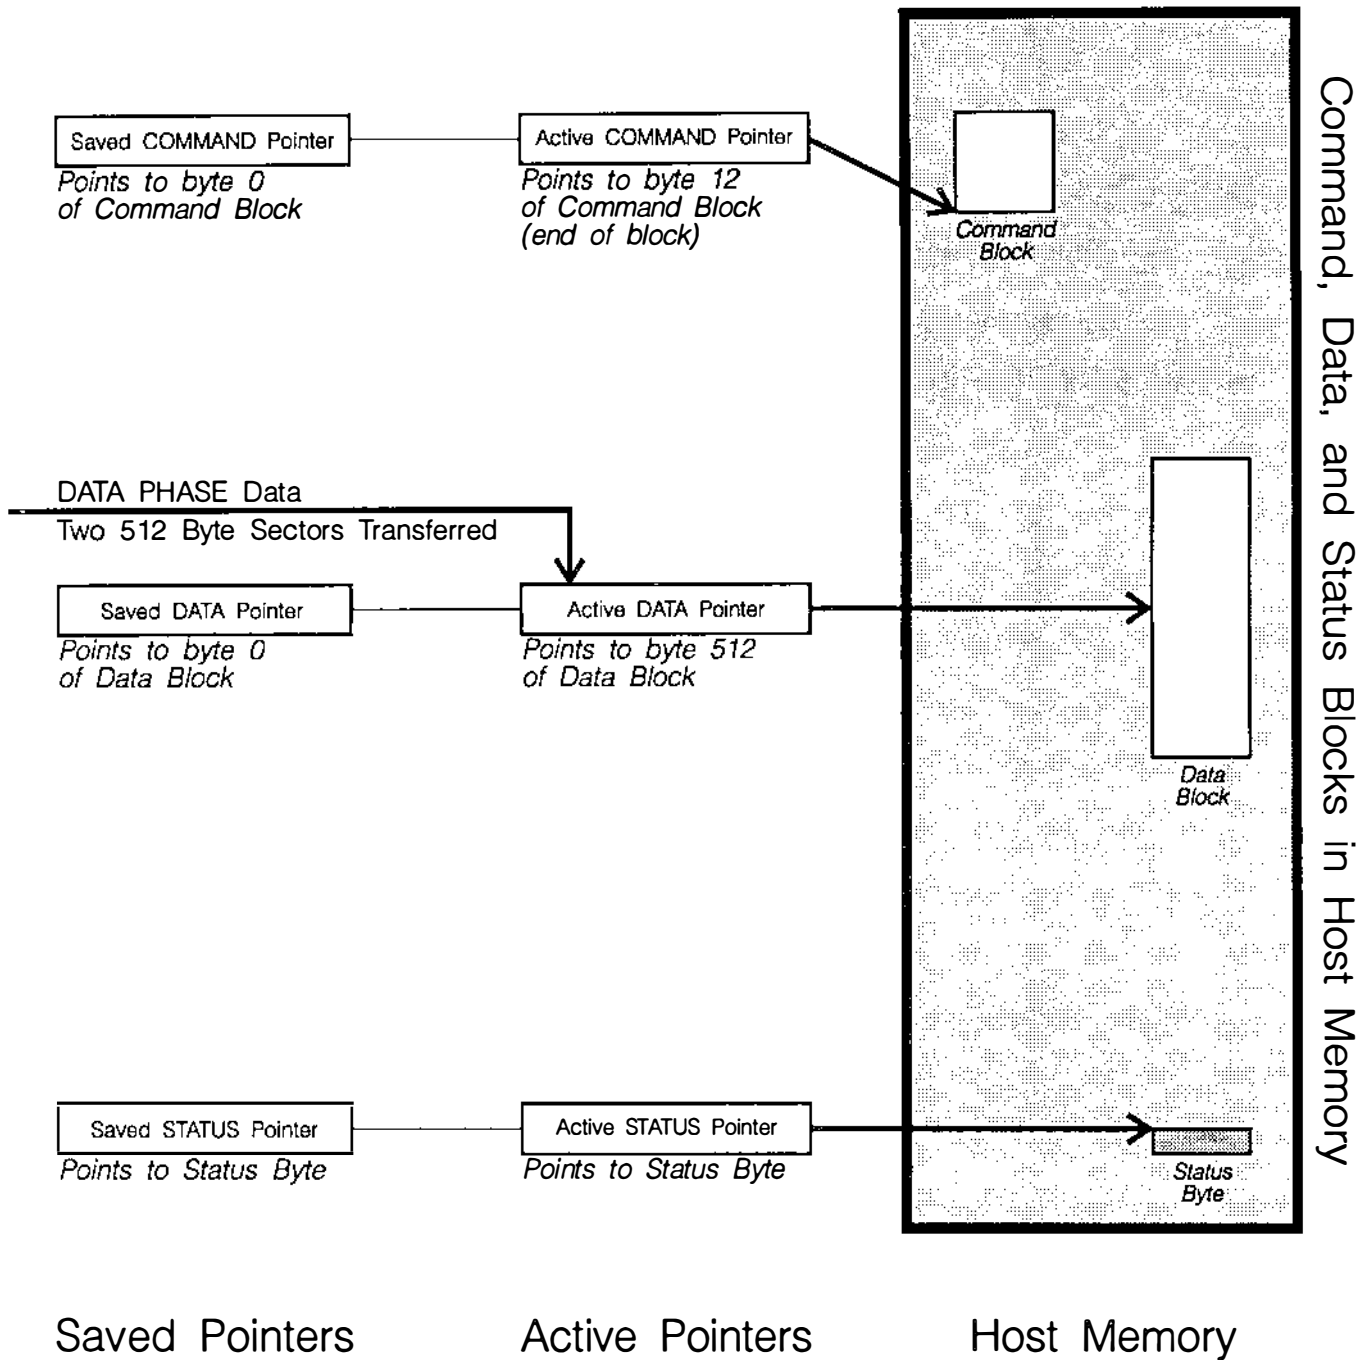 Saved COMMAND Pointer
Points to byte 0
of Command Block
Active COMMAND Pointer
Points to byte 12
of Command Block
(end of block)
Command
Block
DATA PHASE Data
Two 512 Byte Sectors Transferred
Saved DATA Pointer
Points to byte 0
of Data Block
Active DATA Pointer
Points to byte 512
of Data Block
Data
Block
Saved STATUS Pointer
Points to Status Byte
Active STATUS Pointer
Points to Status Byte
Status
Byte
Command, Data, and Status Blocks in Host Memory
Saved Pointers
Active Pointers
Host Memory